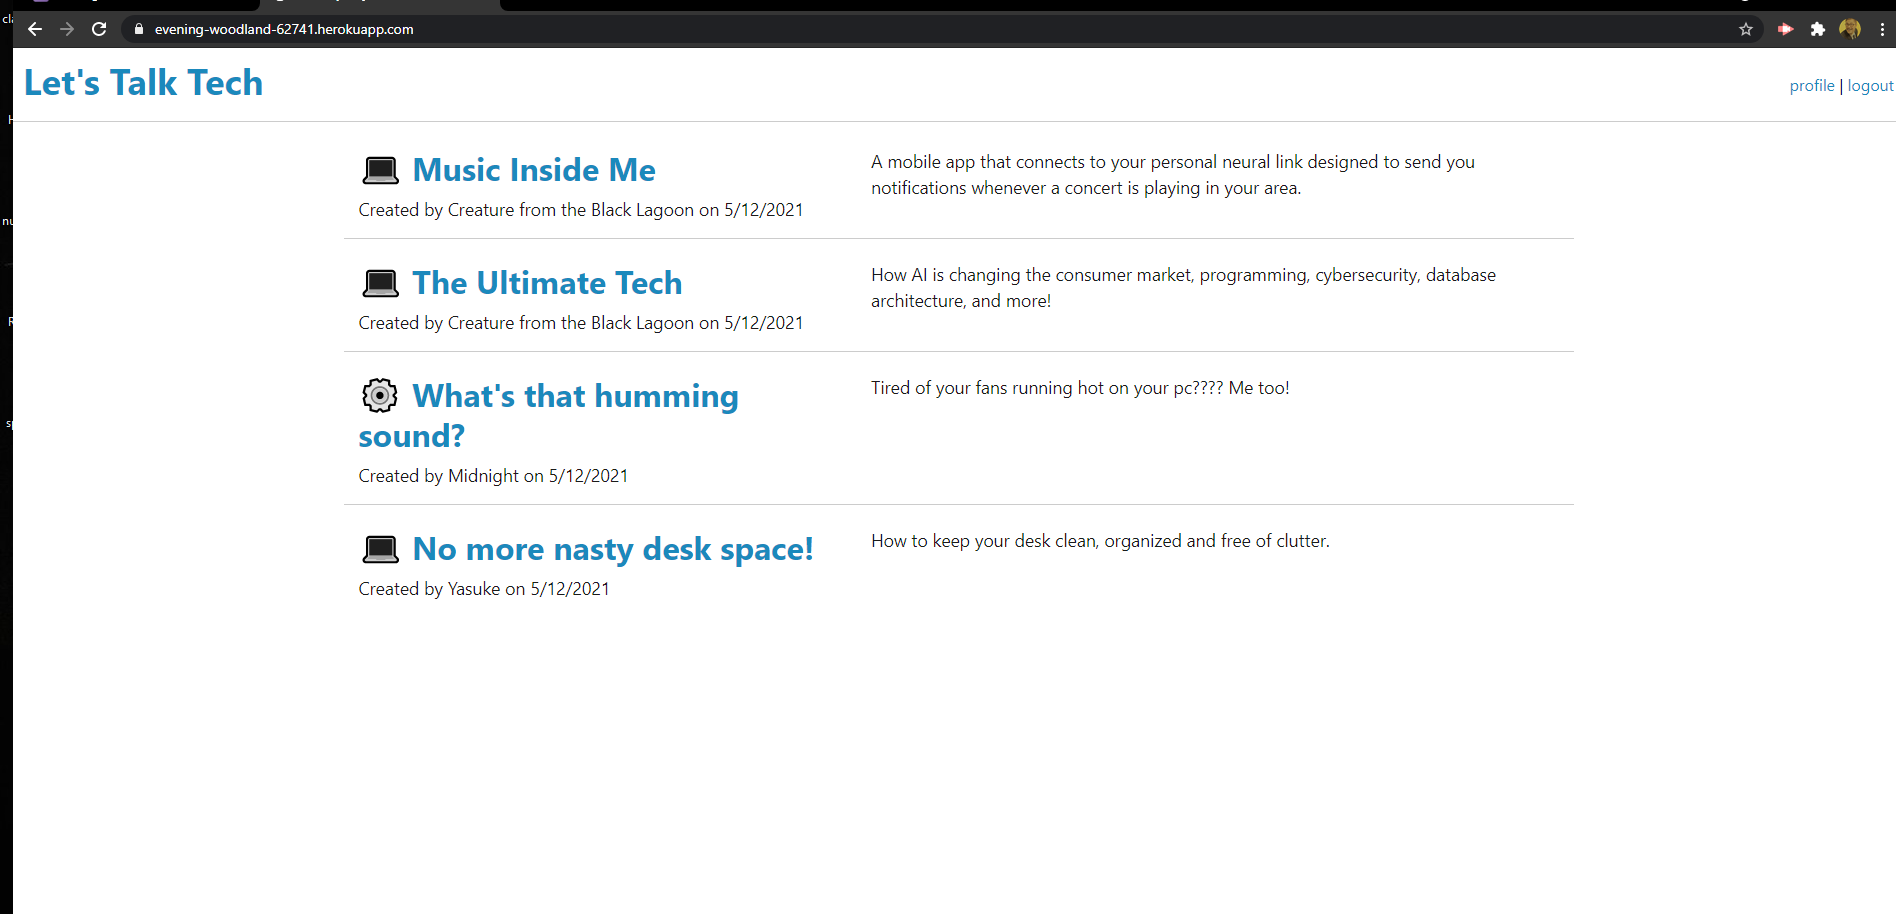 evening-woodland-62741.herokuapp.com
Let's Talk Tech
profile | logout
Music Inside Me
A mobile app that connects to your personal neural link designed to send you
notifications whenever a concert is playing in your area.
Created by Creature from the Black Lagoon on 5/12/2021
The Ultimate Tech
How AI is changing the consumer market, programming, cybersecurity, database
architecture, and more!
Created by Creature from the Black Lagoon on 5/12/2021
What's that humming
sound?
Tired of your fans running hot on your pc???? Me too!
Created by Midnight on 5/12/2021
No more nasty desk space!
How to keep your desk clean, organized and free of clutter.
Created by Yasuke on 5/12/2021